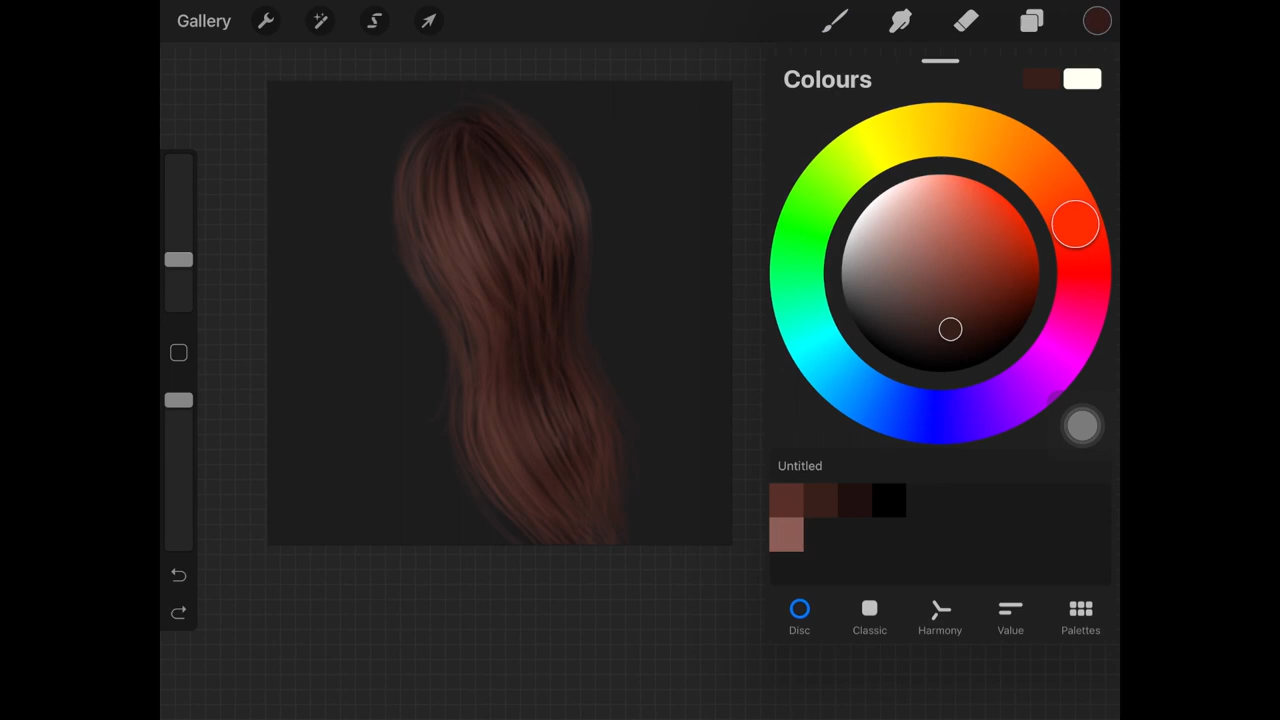 Gallery
Colours
Untitled
Disc
Classic
Harmony
Value
Palettes